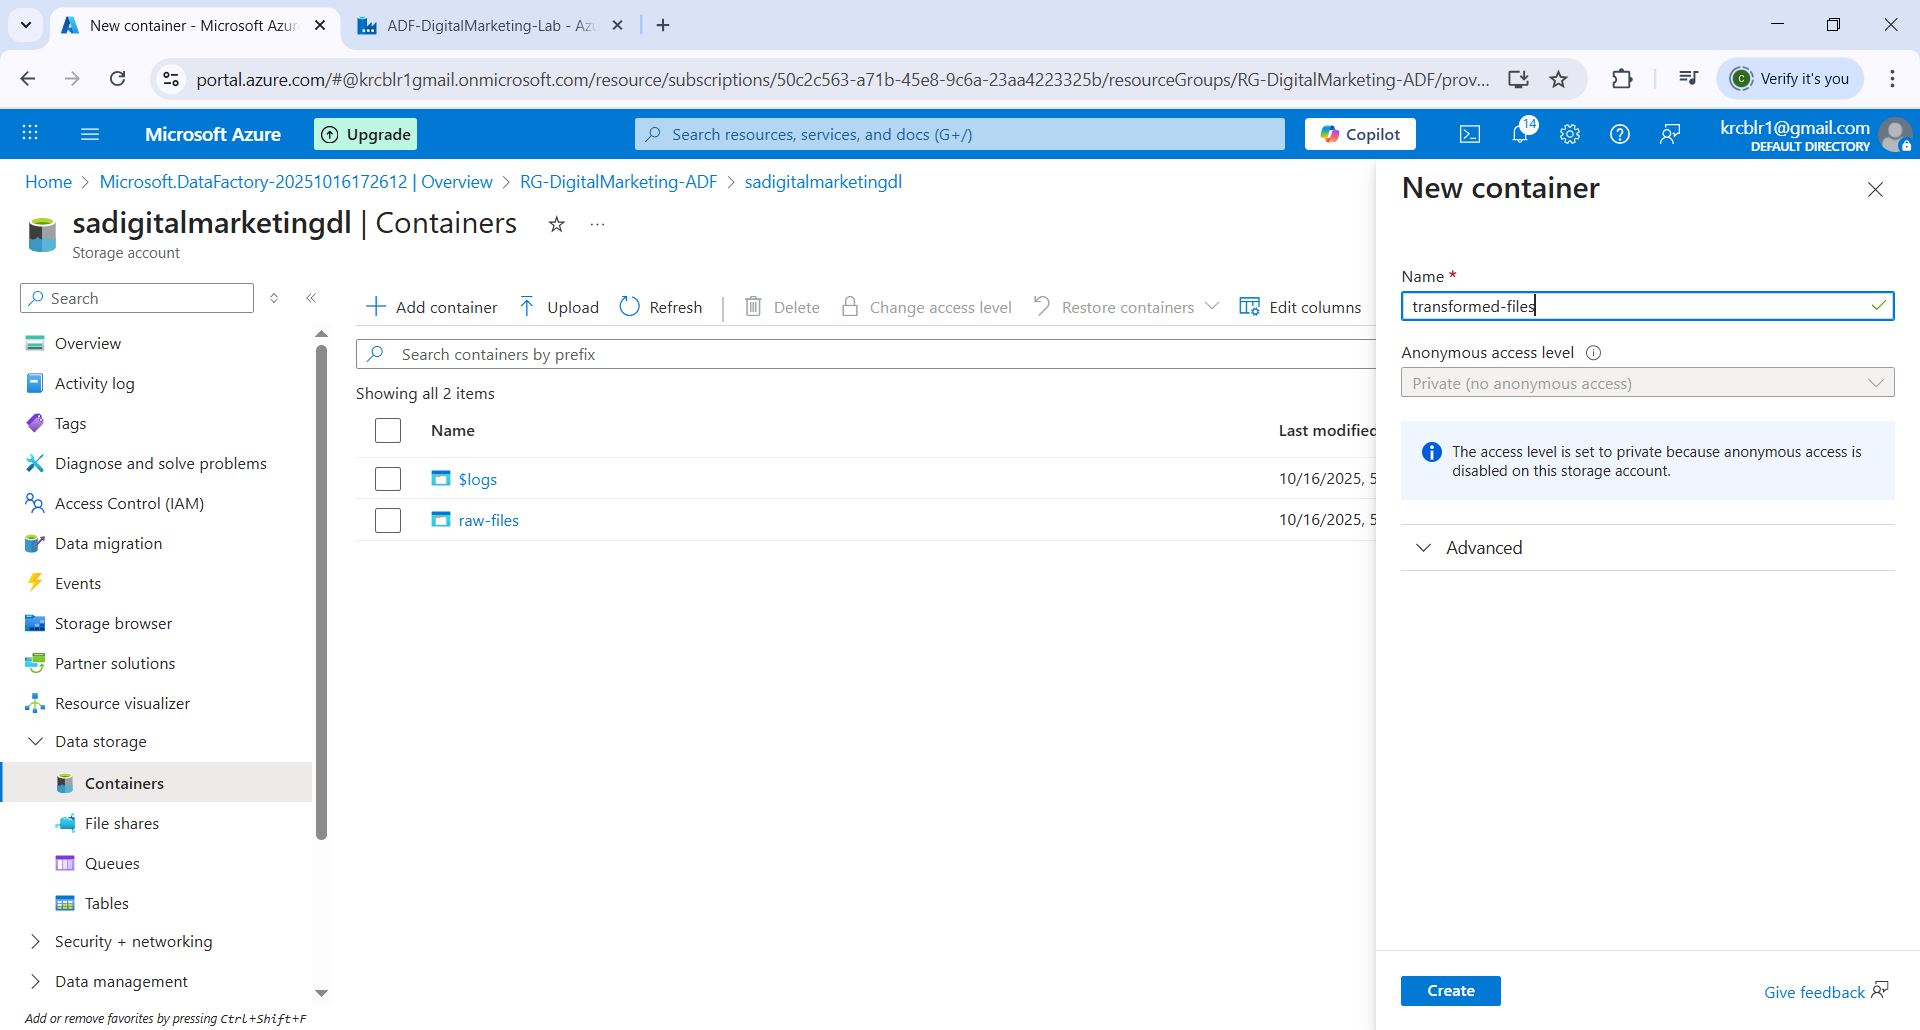 New container - Microsoft Azur
ADF-DigitalMarketing-Lab - Az
portal.azure.com/#@krcblr1gmail.onmicrosoft.com/resource/subscriptions/50c2c563-a71b-45e8-9c6a-23aa4223325b/resourceGroups/RG-DigitalMarketing-ADF/prov...
C Verify it's you
Microsoft Azure
Upgrade
Search resources, services, and docs (G+/)
Copilot
14
krcblr1@gmail.com
DEFAULT DIRECTORY
Home > Microsoft.DataFactory-20251016172612 | Overview > RG-DigitalMarketing-ADF > sadigitalmarketingdl
sadigitalmarketingdl | Containers
Storage account
Search
Overview
Activity log
Tags
Diagnose and solve problems
Access Control (IAM)
Data migration
Events
Storage browser
Partner solutions
Resource visualizer
Data storage
Containers
File shares
Queues
Tables
Security + networking
Data management
Add or remove favorites by pressing Ctrl+Shift+F
Add container Upload Refresh Delete Change access level Restore containers Edit columns
Search containers by prefix
Showing all 2 items
Name Last modified
$logs 10/16/2025, 5
raw-files 10/16/2025, 5
New container
Name *
transformed-files
Anonymous access level
Private (no anonymous access)
The access level is set to private because anonymous access is
disabled on this storage account.
Advanced
Create
Give feedback